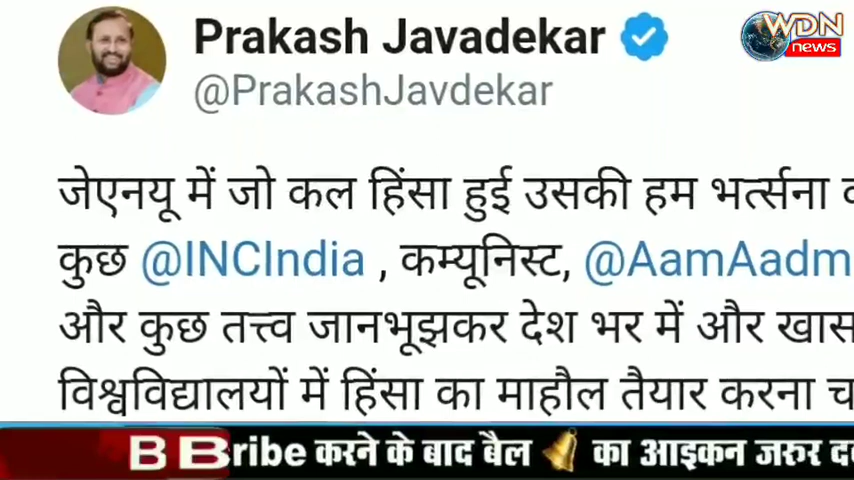 Prakash Javadekar
WDN
news
@PrakashJavdekar
जेएनयू में जो कल हिंसा हुई उसकी हम भर्त्सना
कुछ @INCIndia , कम्यूनिस्ट, @AamAadm
और कुछ तत्त्व जानभूझकर देश भर में और खास
विश्वविद्यालयों में हिंसा का माहौल तैयार करना
B Bribe करने के बाद बैल 🔔 का आइकन जरुर